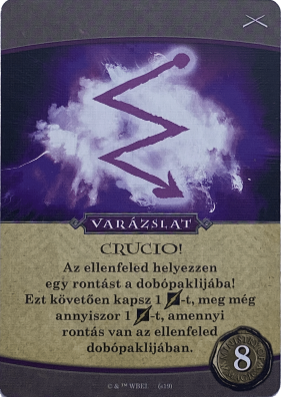 VARÁZSLAT
CRUCIO!
Az ellenfeled helyezzen
egy rontást a dobópaklijába!
Ezt követően kapsz 1 -t, meg még
annyiszor 1 -t, amennyi
rontás van az ellenfeled
dobópaklijában.
8
© & ™ WBEI. (s19)